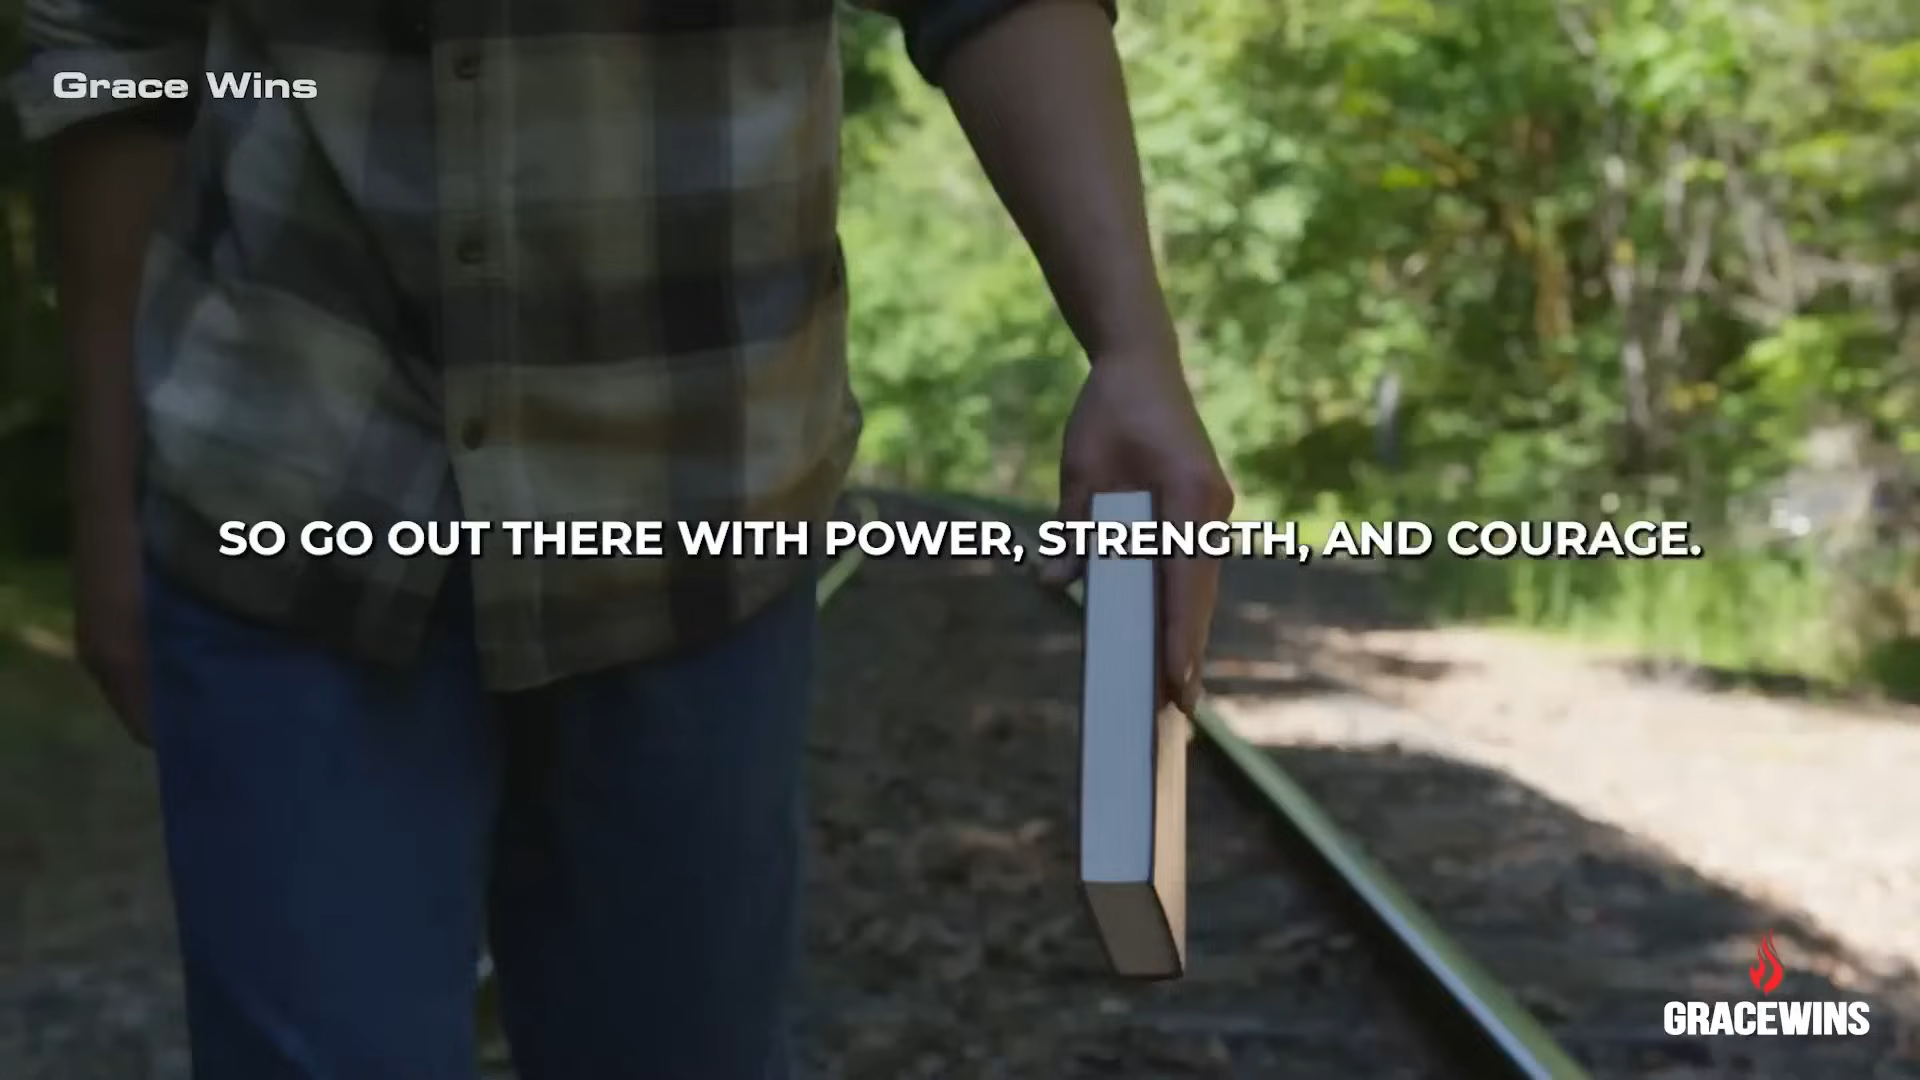 Grace Wins
SO GO OUT THERE WITH POWER, STRENGTH, AND COURAGE.
GRACEWINS